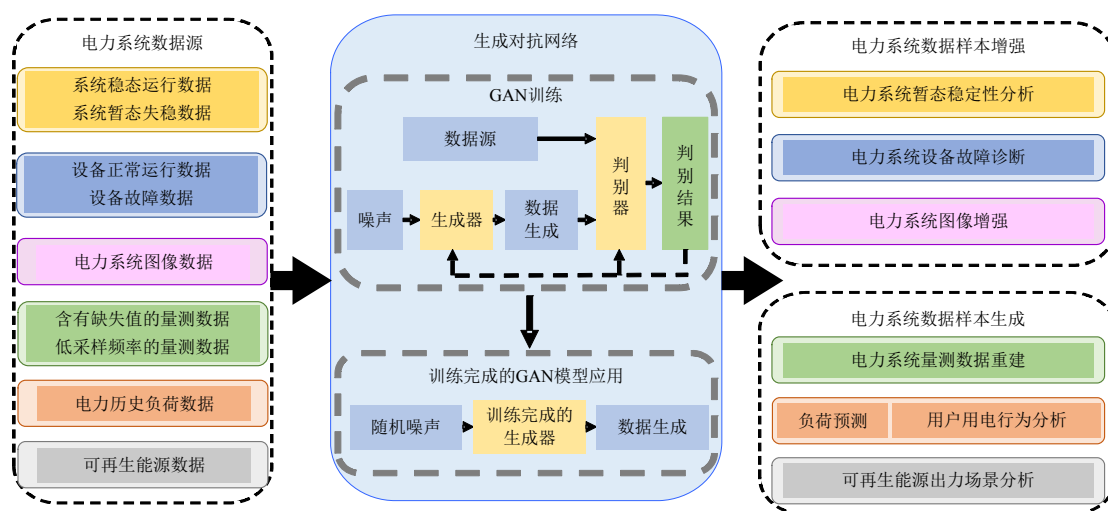 电力系统数据源
系统稳态运行数据
系统暂态失稳数据
设备正常运行数据
设备故障数据
电力系统图像数据
含有缺失值的量测数据
低采样频率的量测数据
电力历史负荷数据
可再生能源数据
生成对抗网络
GAN训练
数据源
噪声
生成器
数据
生成
判
别
器
判
别
结
果
训练完成的GAN模型应用
随机噪声
训练完成的
生成器
数据生成
电力系统数据样本增强
电力系统暂态稳定性分析
电力系统设备故障诊断
电力系统图像增强
电力系统数据样本生成
电力系统量测数据重建
负荷预测
用户用电行为分析
可再生能源出力场景分析